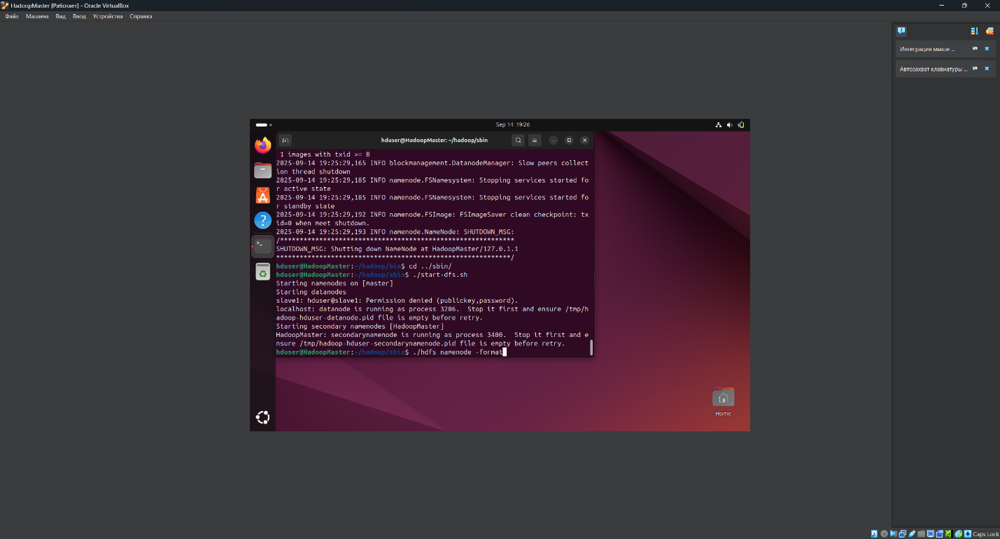 HadoopMaster [Работает] - Oracle VirtualBox
Файл Машина Вид Ввод Устройства Справка
Интеграция мыши ...
Автозахват клавиатуры ...
Sep 14 19:26
hduser@HadoopMaster: ~/hadoop/sbin
1 images with txid >= 0
2025-09-14 19:25:29,165 INFO blockmanagement.DatanodeManager: Slow peers collect
ion thread shutdown
2025-09-14 19:25:29,185 INFO namenode.FSNamesystem: Stopping services started fo
r active state
2025-09-14 19:25:29,185 INFO namenode.FSNamesystem: Stopping services started fo
r standby state
2025-09-14 19:25:29,192 INFO namenode.FSImage: FSImageSaver clean checkpoint: tx
id=0 when meet shutdown.
2025-09-14 19:25:29,193 INFO namenode.NameNode: SHUTDOWN_MSG:
/************************************************************
SHUTDOWN_MSG: Shutting down NameNode at HadoopMaster/127.0.1.1
************************************************************/
hduser@HadoopMaster:~/hadoop/bin$ cd ../sbin/
hduser@HadoopMaster:~/hadoop/sbin$ ./start-dfs.sh
Starting namenodes on [master]
Starting datanodes
slave1: hduser@slave1: Permission denied (publickey,password).
localhost: datanode is running as process 3206.  Stop it first and ensure /tmp/h
adoop-hduser-datanode.pid file is empty before retry.
Starting secondary namenodes [HadoopMaster]
HadoopMaster: secondarynamenode is running as process 3400.  Stop it first and e
nsure /tmp/hadoop-hduser-secondarynamenode.pid file is empty before retry.
hduser@HadoopMaster:~/hadoop/sbin$ ./hdfs namenode -format
Home
Caps Lock